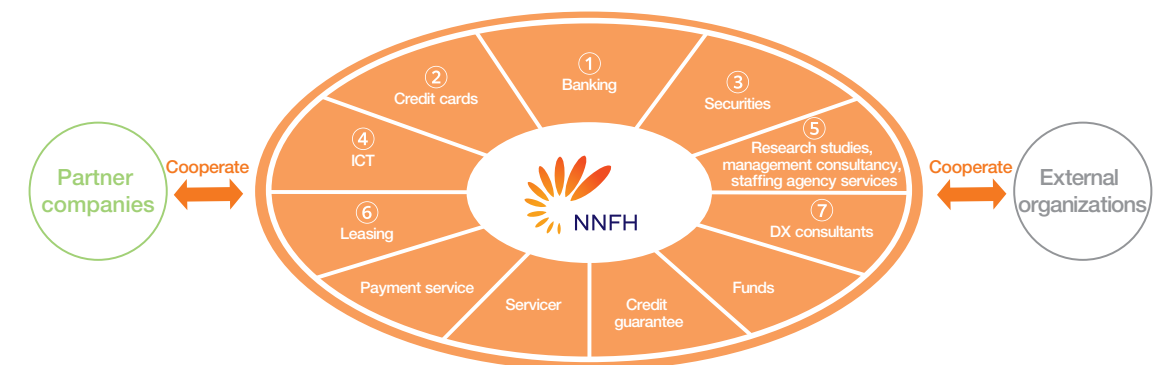 ①
Banking
②
Credit cards
③
Securities
④
ICT
⑤
Research studies,
management consultancy,
staffing agency services
Partner
companies
Cooperate
NNFH
Cooperate
External
organizations
⑥
Leasing
⑦
DX consultants
Payment service
Servicer
Credit
guarantee
Funds